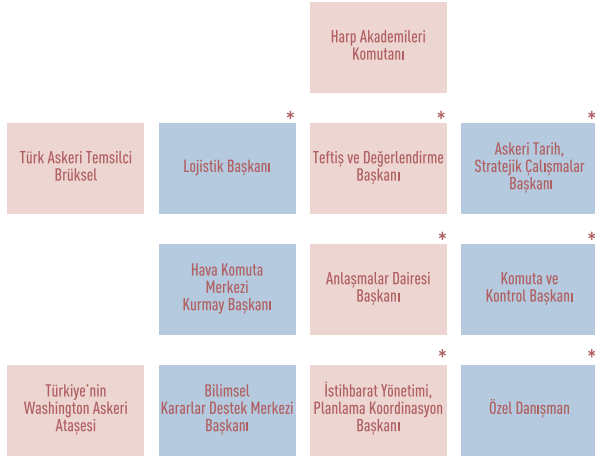 Harp Akademileri
Komutanı
*
*
*
Türk Askeri Temsilci
Brüksel
Lojistik Başkanı
Teftiş ve Değerlendirme
Başkanı
Askeri Tarih,
Stratejik Çalışmalar
Başkanı
*
*
Hava Komuta
Merkezi
Kurmay Başkanı
Anlaşmalar Dairesi
Başkanı
Komuta ve
Kontrol Başkanı
*
*
Türkiye'nin
Washington Askeri
Ataşesi
Bilimsel
Kararlar Destek Merkezi
Başkanı
İstihbarat Yönetimi,
Planlama Koordinasyon
Başkanı
Özel Danışman